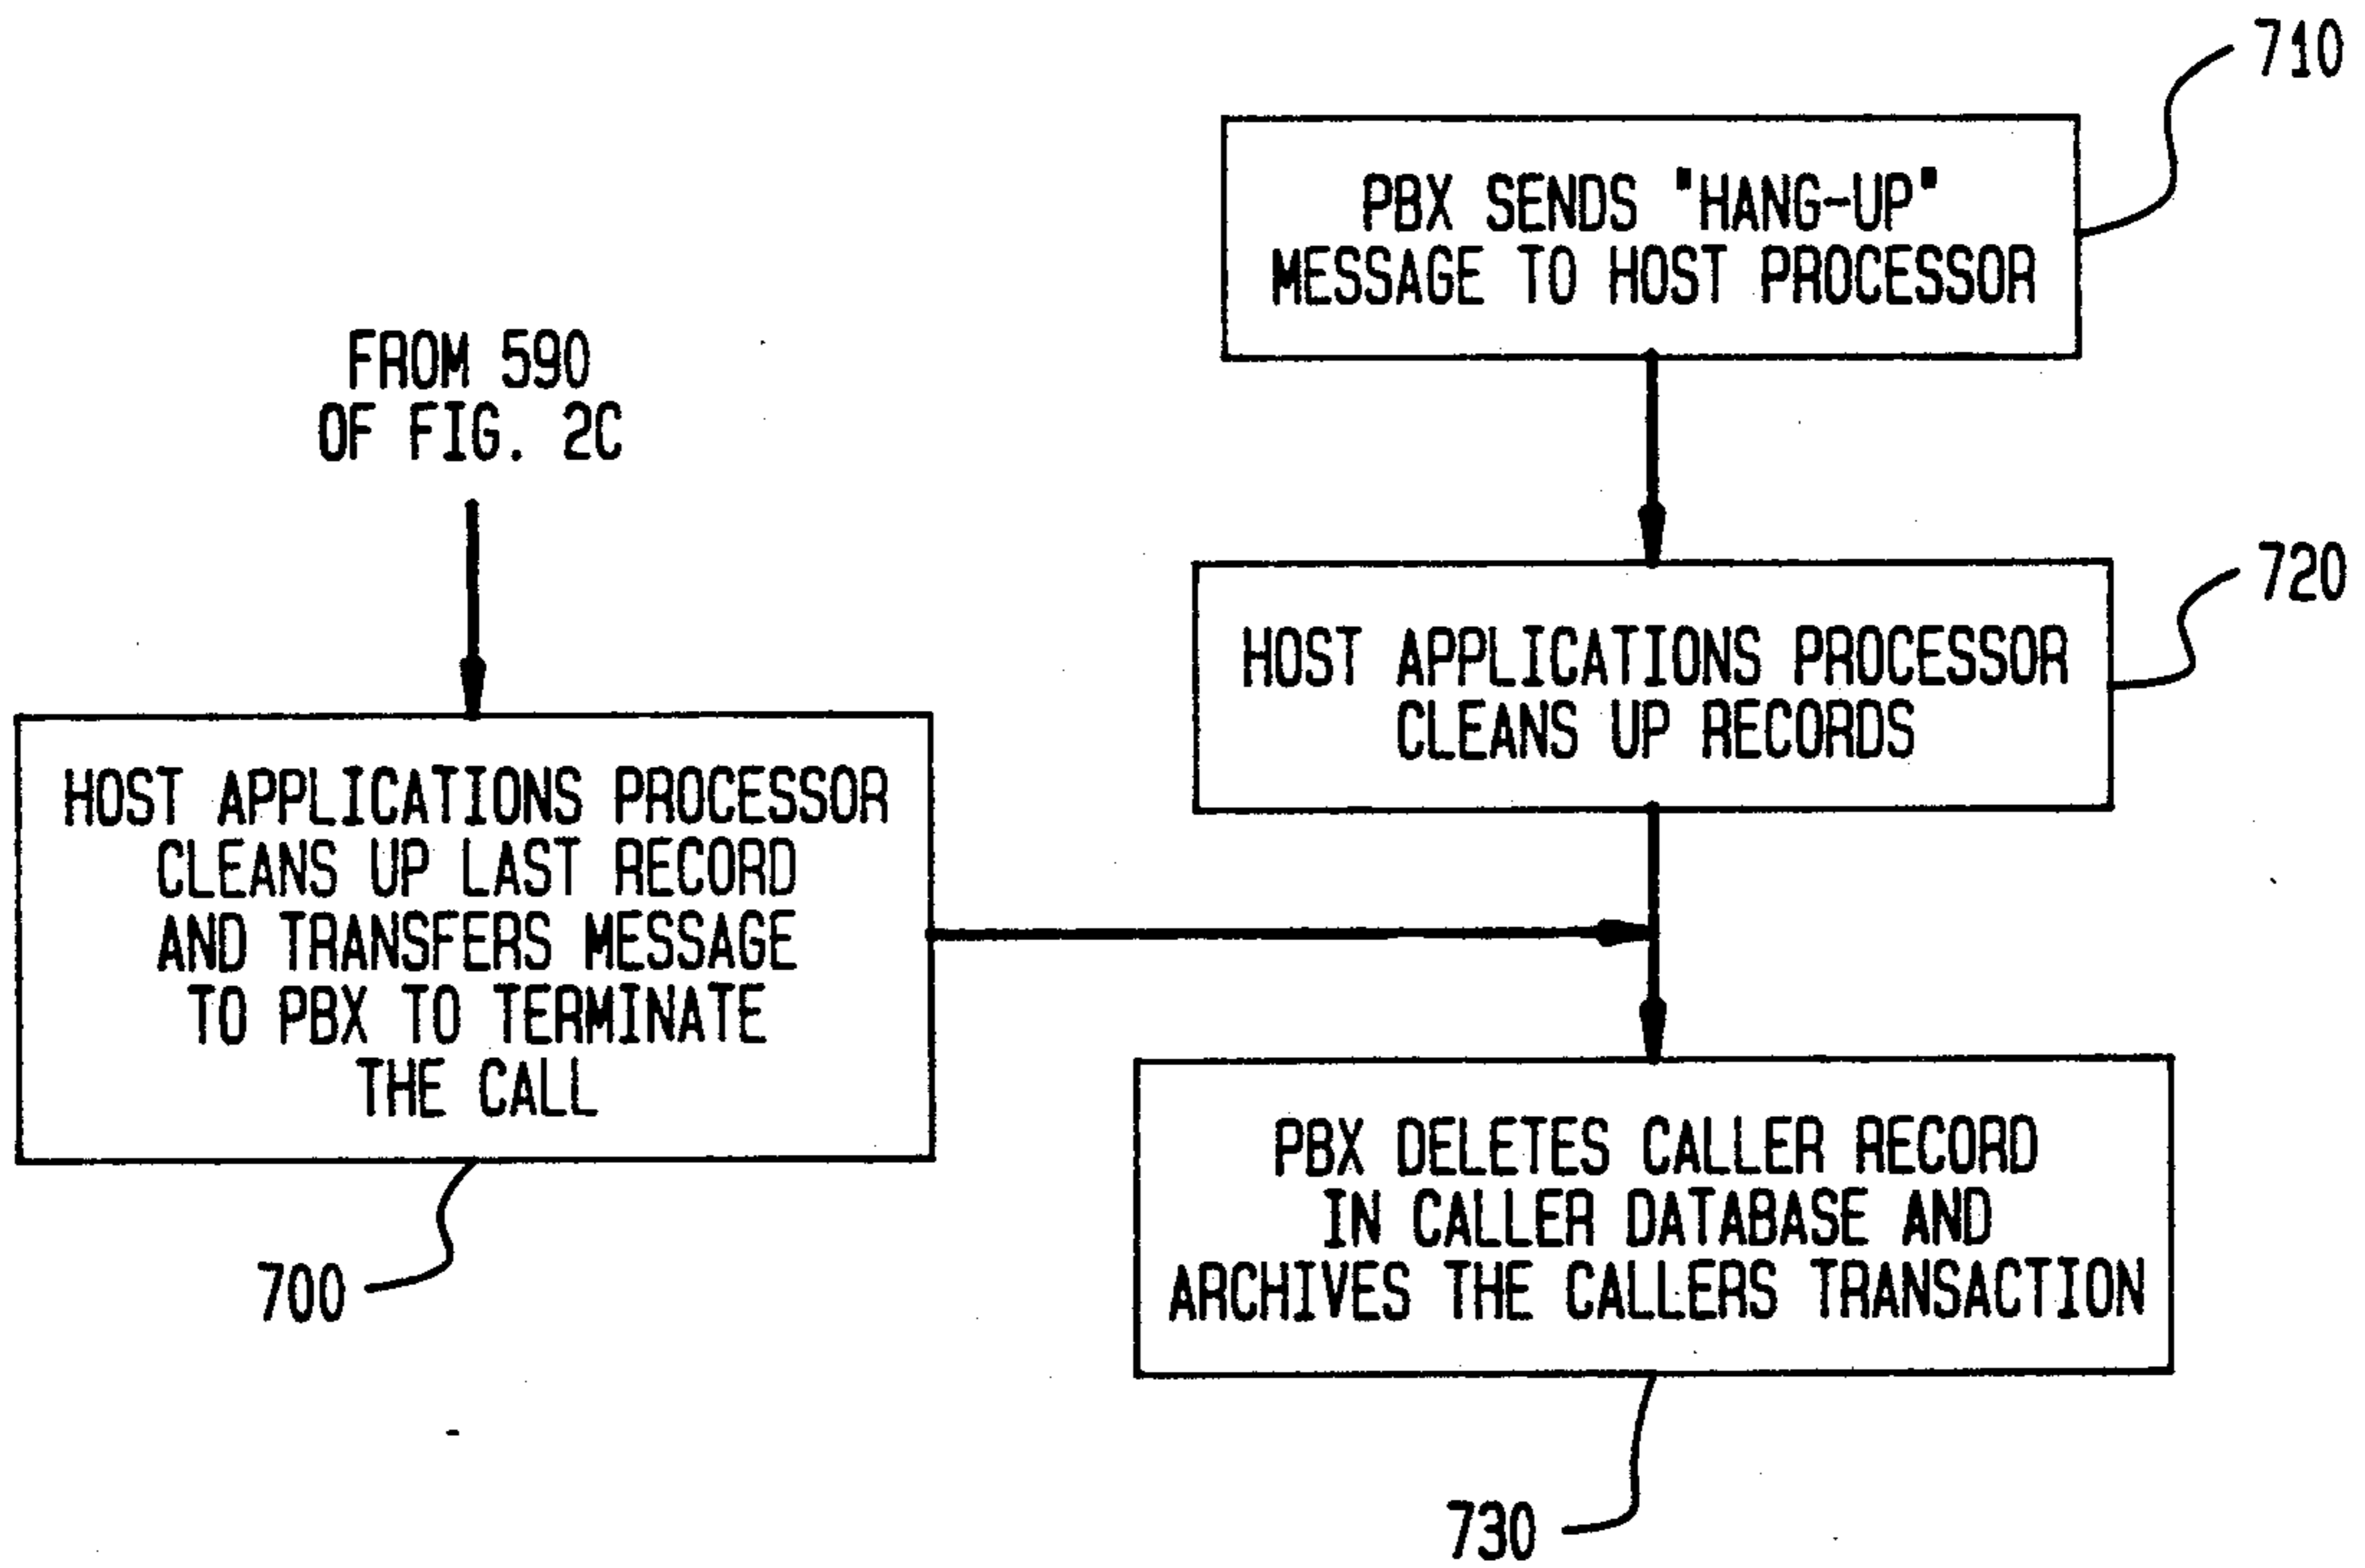 710
PBX SENDS "HANG-UP"
MESSAGE TO HOST PROCESSOR
FROM 590
OF FIG. 2C
720
HOST APPLICATIONS PROCESSOR
CLEANS UP RECORDS
HOST APPLICATIONS PROCESSOR
CLEANS UP LAST RECORD
AND TRANSFERS MESSAGE
TO PBX TO TERMINATE
THE CALL
700
PBX DELETES CALLER RECORD
IN CALLER DATABASE AND
ARCHIVES THE CALLERS TRANSACTION
730